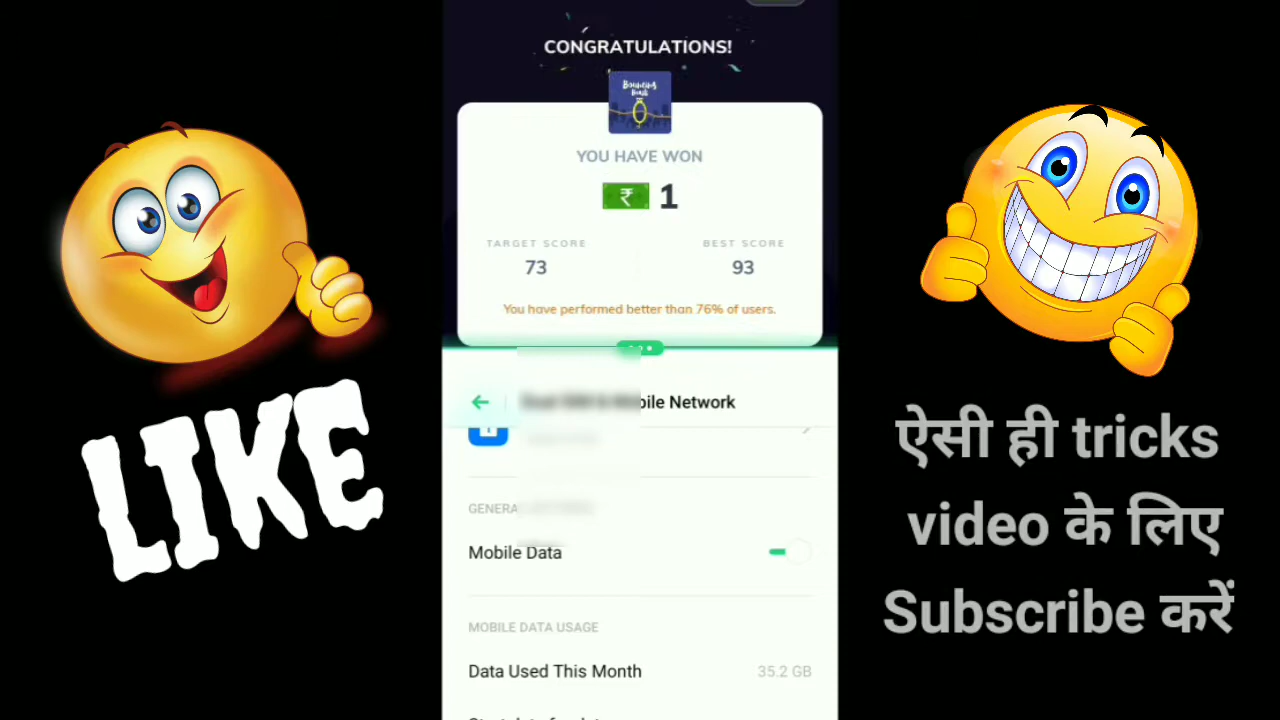 CONGRATULATIONS!
Bouncing
YOU HAVE WON
₹ 1
TARGET SCORE
73
BEST SCORE
93
You have performed better than 76% of users.
bile Network
GENERA
Mobile Data
MOBILE DATA USAGE
Data Used This Month
35.2 GB
LIKE
ऐसी ही tricks
video के लिए
Subscribe करें